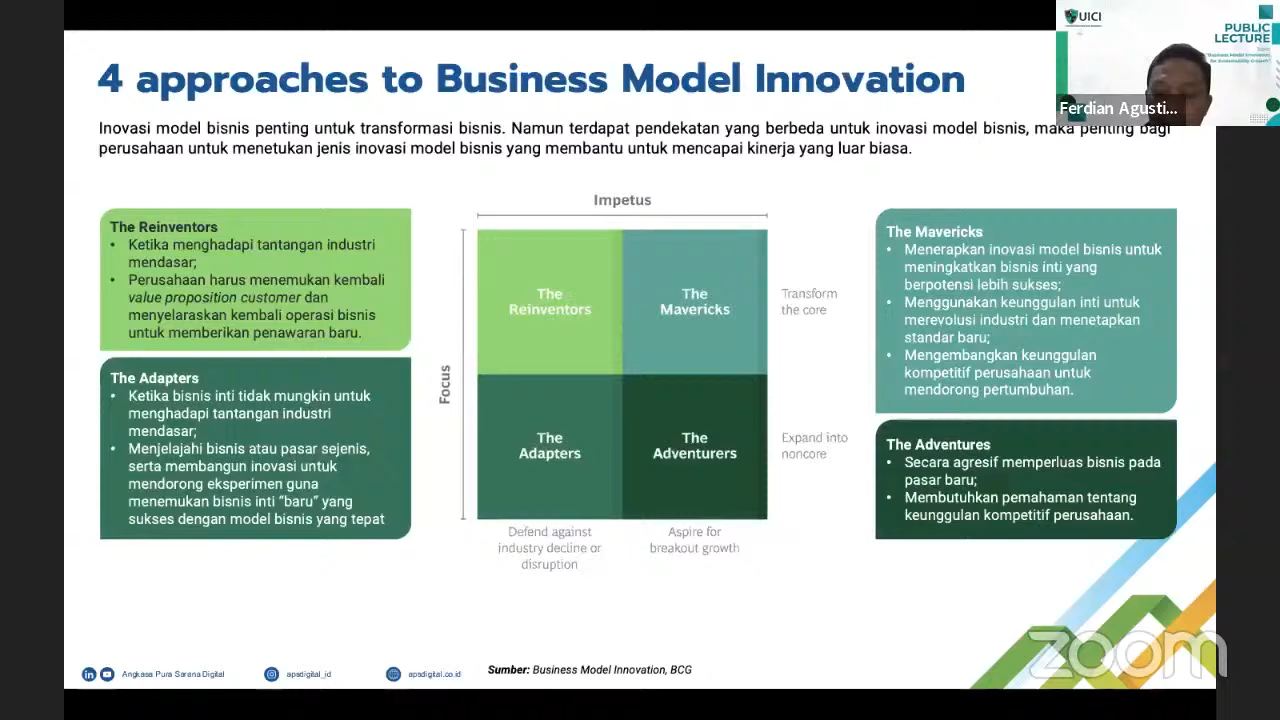 UICI
PUBLIC
LECTURE
"Business Model Innovation
for Sustainability Growth"
Ferdian Agusti...
4 approaches to Business Model Innovation
Inovasi model bisnis penting untuk transformasi bisnis. Namun terdapat pendekatan yang berbeda untuk inovasi model bisnis, maka penting bagi
perusahaan untuk menetukan jenis inovasi model bisnis yang membantu untuk mencapai kinerja yang luar biasa.
The Reinventors
• Ketika menghadapi tantangan industri
mendasar;
• Perusahaan harus menemukan kembali
value proposition customer dan
menyelaraskan kembali operasi bisnis
untuk memberikan penawaran baru.
The Adapters
• Ketika bisnis inti tidak mungkin untuk
menghadapi tantangan industri
mendasar;
• Menjelajahi bisnis atau pasar sejenis,
serta membangun inovasi untuk
mendorong eksperimen guna
menemukan bisnis inti “baru” yang
sukses dengan model bisnis yang tepat
Impetus
Focus
The
Reinventors
The
Mavericks
Transform
the core
The
Adapters
The
Adventurers
Expand into
noncore
Defend against
industry decline or
disruption
Aspire for
breakout growth
The Mavericks
• Menerapkan inovasi model bisnis untuk
meningkatkan bisnis inti yang
berpotensi lebih sukses;
• Menggunakan keunggulan inti untuk
merevolusi industri dan menetapkan
standar baru;
• Mengembangkan keunggulan
kompetitif perusahaan untuk
mendorong pertumbuhan.
The Adventures
• Secara agresif memperluas bisnis pada
pasar baru;
• Membutuhkan pemahaman tentang
keunggulan kompetitif perusahaan.
Angkasa Pura Sarana Digital
apsdigital_id
apsdigital.co.id
Sumber: Business Model Innovation, BCG
zoom